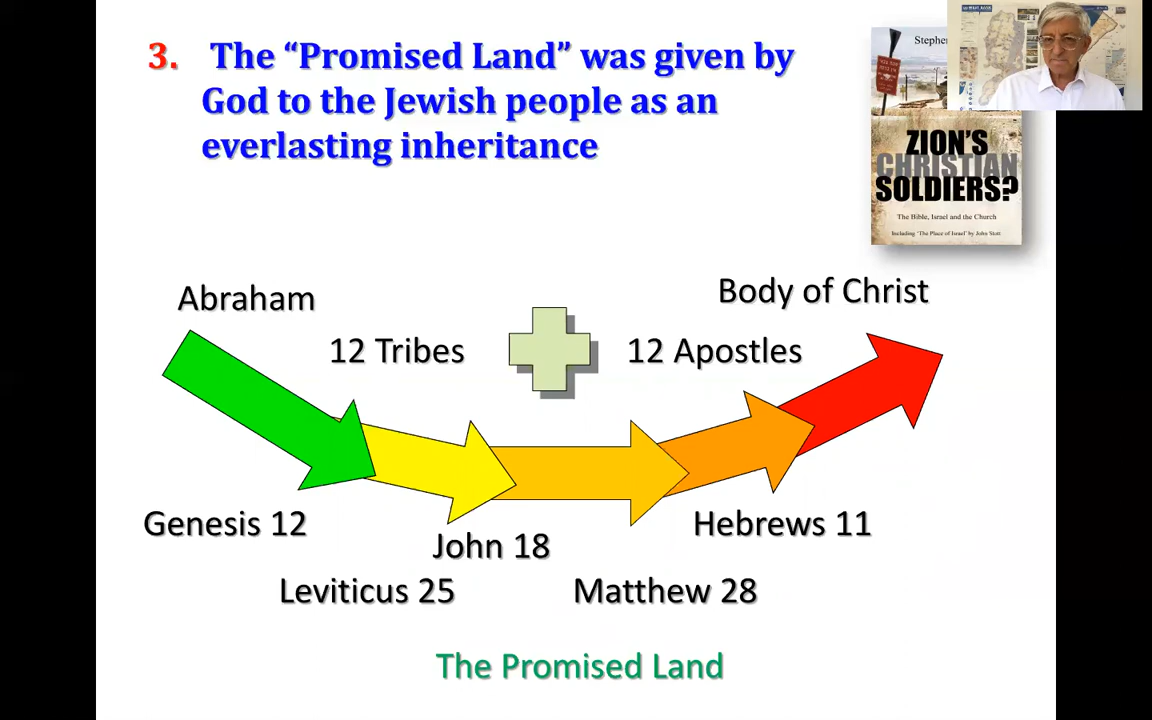 3. The “Promised Land” was given by
God to the Jewish people as an
everlasting inheritance
ZION'S
CHRISTIAN
SOLDIERS?
The Bible, Israel and the Church
Including 'The Place of Israel' by John Stott
Abraham
Body of Christ
12 Tribes
12 Apostles
Genesis 12
Hebrews 11
John 18
Leviticus 25
Matthew 28
The Promised Land